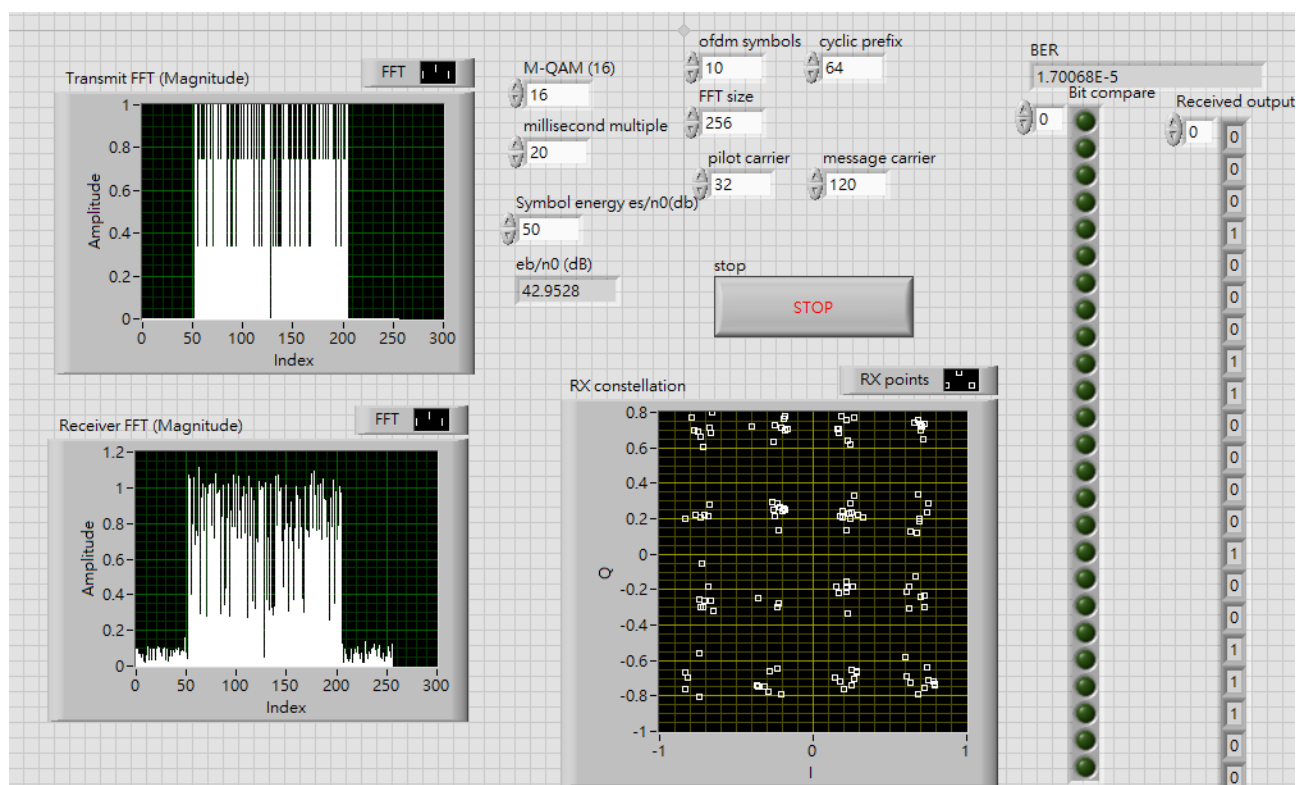 Transmit FFT (Magnitude)
FFT
1
0.8
0.6
0.4
0.2
0
Amplitude
0 50 100 150 200 250 300
Index
M-QAM (16)
16
millisecond multiple
20
Symbol energy es/n0(db)
50
eb/n0 (dB)
42.9528
ofdm symbols
10
cyclic prefix
64
FFT size
256
pilot carrier
32
message carrier
120
stop
STOP
BER
1.70068E-5
Bit compare
0
Received output
0
0
0
0
1
0
0
0
1
1
0
0
0
0
1
0
0
1
1
1
0
0
Receiver FFT (Magnitude)
FFT
1.2
1
0.8
0.6
0.4
0.2
0
Amplitude
0 50 100 150 200 250 300
Index
RX constellation
RX points
0.8
0.6
0.4
0.2
0
-0.2
-0.4
-0.6
-0.8
-1
Q
-1 0 1
I